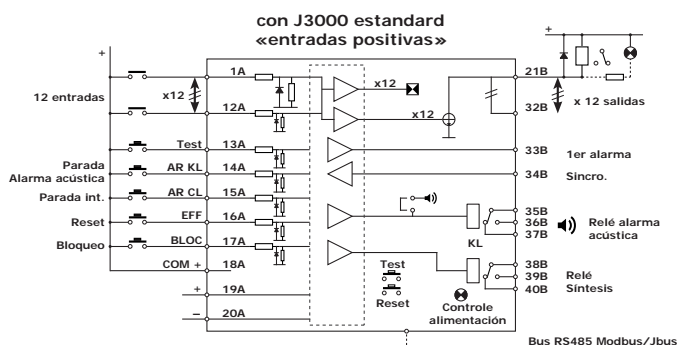 con J3000 estandard
«entradas positivas»
+
+
1A
x12
21B
12 entradas
x12
12A
x12
32B
x 12 salidas
Test
13A
33B
1er alarma
Parada
Alarma acústica
AR KL
14A
34B
Sincro.
Parada int.
AR CL
15A
Reset
EFF
16A
35B
36B
37B
KL
Relé alarma
acústica
Bloqueo
BLOC
17A
COM +
18A
Test
38B
39B
40B
Relé
Síntesis
+
19A
Reset
Controle
alimentación
–
20A
Bus RS485 Modbus/Jbus